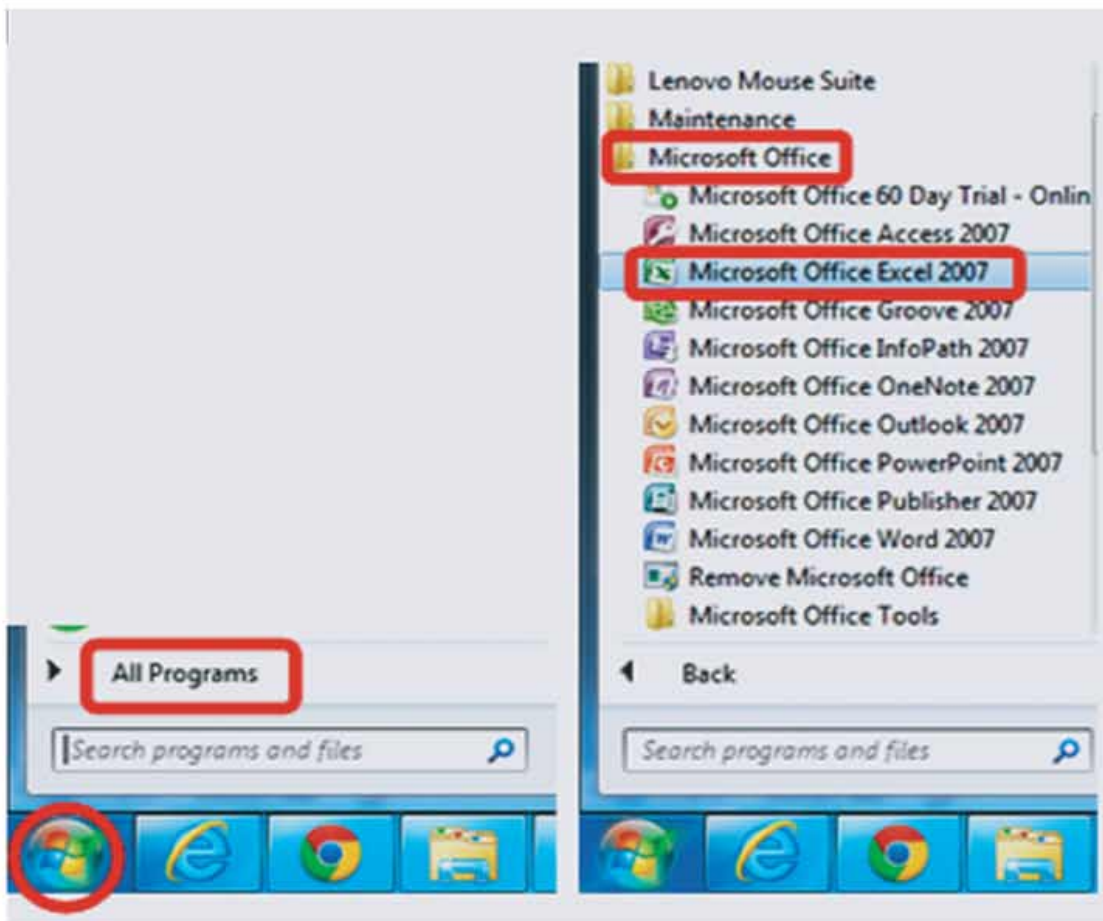 All Programs
Search programs and files
Lenovo Mouse Suite
Maintenance
Microsoft Office
Microsoft Office 60 Day Trial - Onlin
Microsoft Office Access 2007
Microsoft Office Excel 2007
Microsoft Office Groove 2007
Microsoft Office InfoPath 2007
Microsoft Office OneNote 2007
Microsoft Office Outlook 2007
Microsoft Office PowerPoint 2007
Microsoft Office Publisher 2007
Microsoft Office Word 2007
Remove Microsoft Office
Microsoft Office Tools
Back
Search programs and files